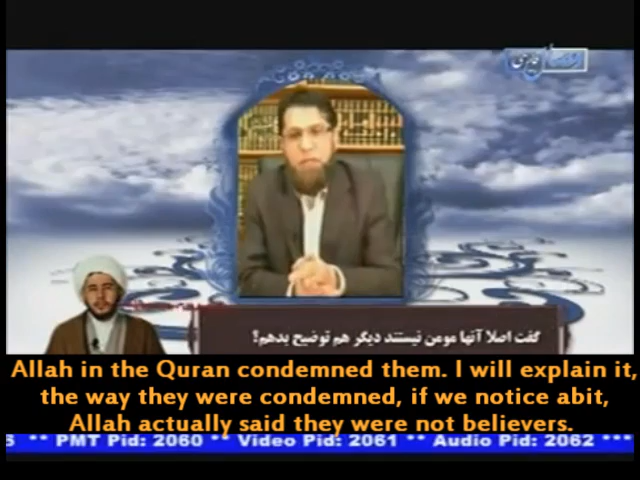 گفت اصلا آنها مومن نیستند دیگر هم توضیح بدهم؟
Allah in the Quran condemned them. I will explain it,
the way they were condemned, if we notice abit,
Allah actually said they were not believers.
6 ** PMT Pid: 2060 ** Video Pid: 2061 ** Audio Pid: 2062 ***